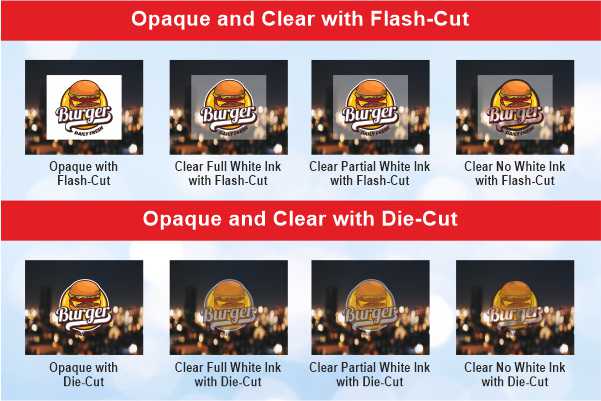 Opaque and Clear with Flash-Cut
Burger
DAILY FRESH
Burger
DAILY FRESH
Burger
DAILY FRESH
Burger
DAILY FRESH
Opaque with
Flash-Cut
Clear Full White Ink
with Flash-Cut
Clear Partial White Ink
with Flash-Cut
Clear No White Ink
with Flash-Cut
Opaque and Clear with Die-Cut
Burger
Burger
Burger
Burger
Opaque with
Die-Cut
Clear Full White Ink
with Die-Cut
Clear Partial White Ink
with Die-Cut
Clear No White Ink
with Die-Cut